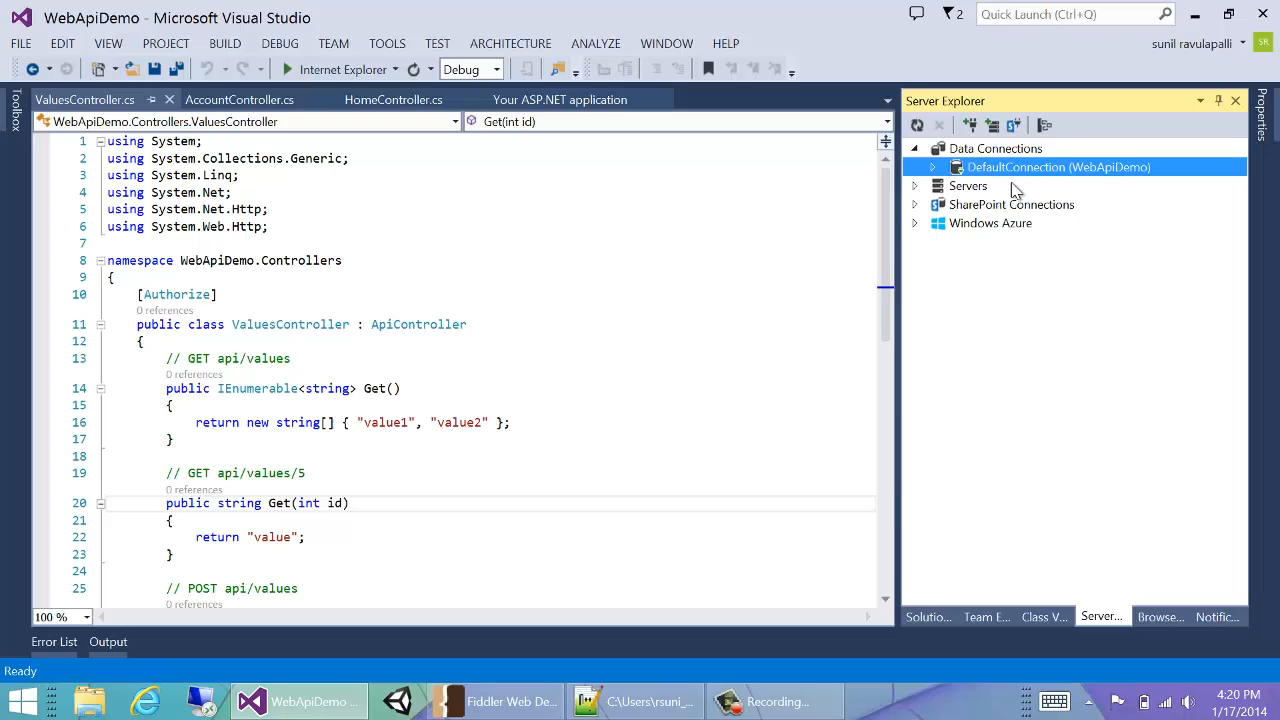 WebApiDemo - Microsoft Visual Studio
2
Quick Launch (Ctrl+Q)
FILE EDIT VIEW PROJECT BUILD DEBUG TEAM TOOLS TEST ARCHITECTURE ANALYZE WINDOW HELP
sunil ravulapalli
SR
Internet Explorer
Debug
Toolbox
ValuesController.cs AccountController.cs HomeController.cs Your ASP.NET application
WebApiDemo.Controllers.ValuesController
Get(int id)
1 using System;
2 using System.Collections.Generic;
3 using System.Linq;
4 using System.Net;
5 using System.Net.Http;
6 using System.Web.Http;
7
8 namespace WebApiDemo.Controllers
9 {
10 [Authorize]
0 references
11 public class ValuesController : ApiController
12 {
13 // GET api/values
0 references
14 public IEnumerable<string> Get()
15 {
16 return new string[] { "value1", "value2" };
17 }
18
19 // GET api/values/5
0 references
20 public string Get(int id)
21 {
22 return "value";
23 }
24
25 // POST api/values
0 references
100 %
Server Explorer
Data Connections
DefaultConnection (WebApiDemo)
Servers
SharePoint Connections
Windows Azure
Properties
Solutio... Team E... Class V... Server... Browse... Notific...
Error List Output
Ready
WebApiDemo ... Fiddler Web De... C:\Users\rsuni_... Recording...
4:20 PM
1/17/2014